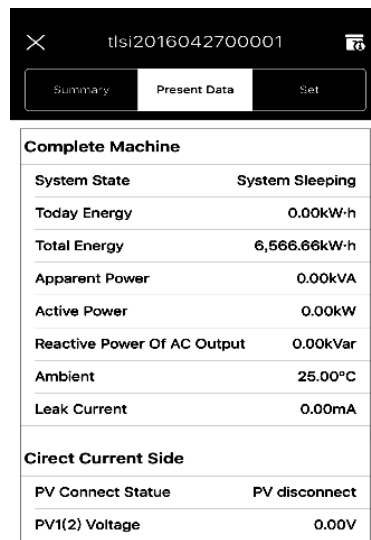 tlsi2016042700001
Summary Present Data Set
Complete Machine
System State System Sleeping
Today Energy 0.00kW·h
Total Energy 6,566.66kW·h
Apparent Power 0.00kVA
Active Power 0.00kW
Reactive Power Of AC Output 0.00kVar
Ambient 25.00°C
Leak Current 0.00mA
Cirect Current Side
PV Connect Statue PV disconnect
PV1(2) Voltage 0.00V